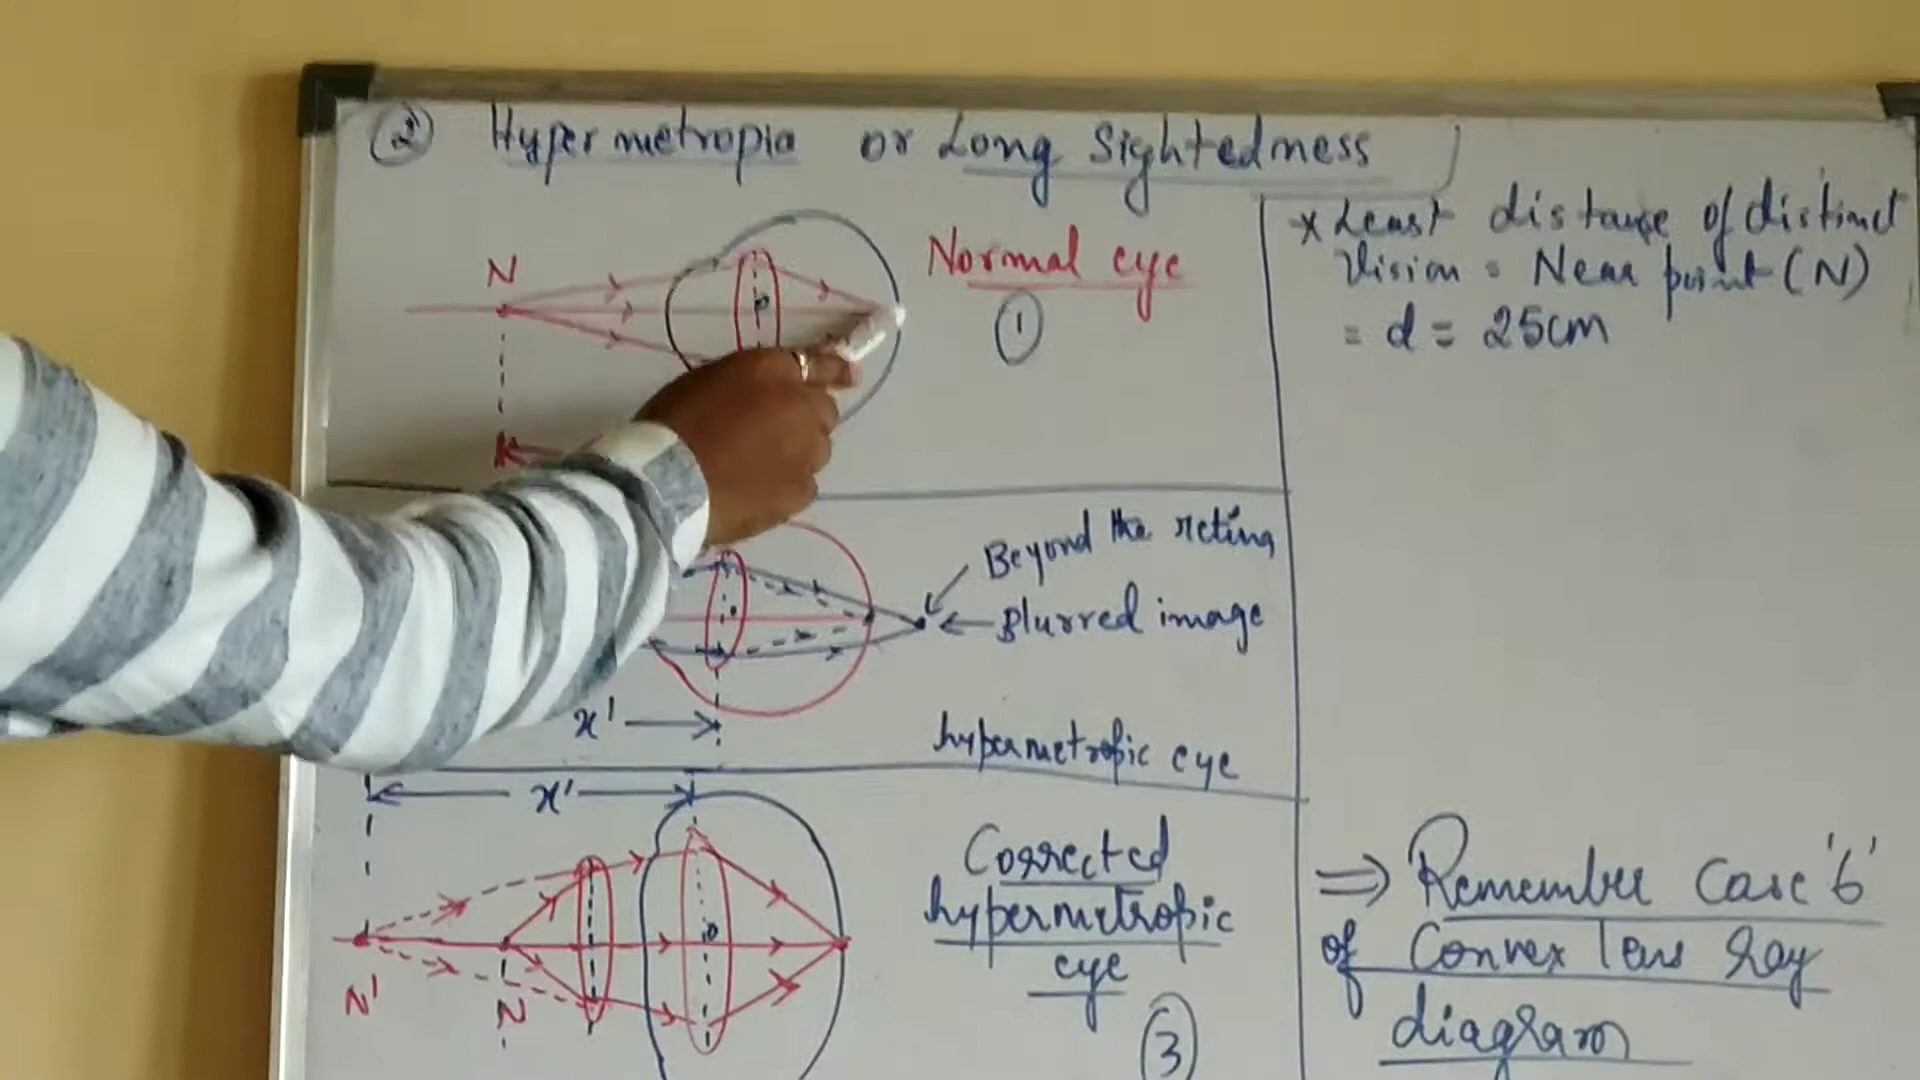 ② Hypermetropia or Long Sightedness
N
P
Normal eye
①
* Least distance of distinct
Vision = Near point (N)
= d = 25cm
Beyond the retina
Blurred image
x'
hypermetropic eye
x'
Corrected
hypermetropic
eye
③
N'
N
⇒ Remember Case '6'
of Convex lens ray
diagram